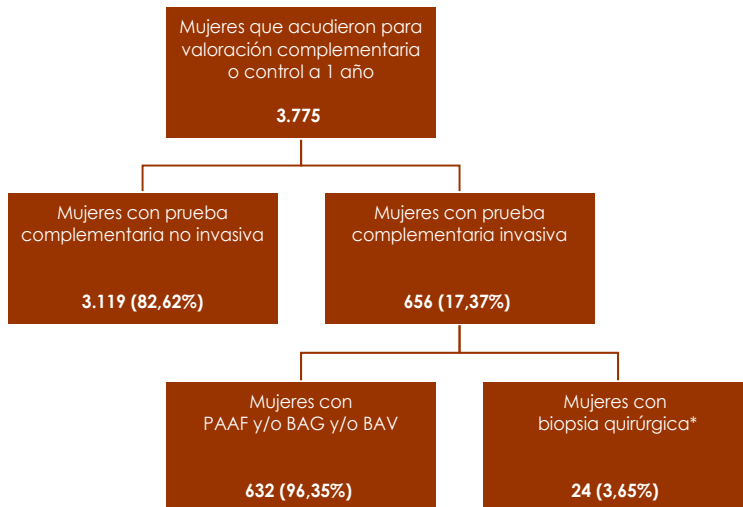 Mujeres que acudieron para
valoración complementaria
o control a 1 año
3.775
Mujeres con prueba
complementaria no invasiva
3.119 (82,62%)
Mujeres con prueba
complementaria invasiva
656 (17,37%)
Mujeres con
PAAF y/o BAG y/o BAV
632 (96,35%)
Mujeres con
biopsia quirúrgica*
24 (3,65%)